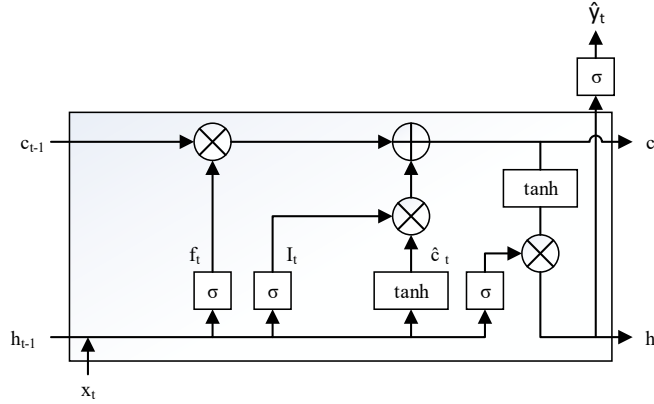 ŷt
σ
ct-1
c
tanh
ft
It
ĉ t
σ
σ
tanh
σ
ht-1
h
xt